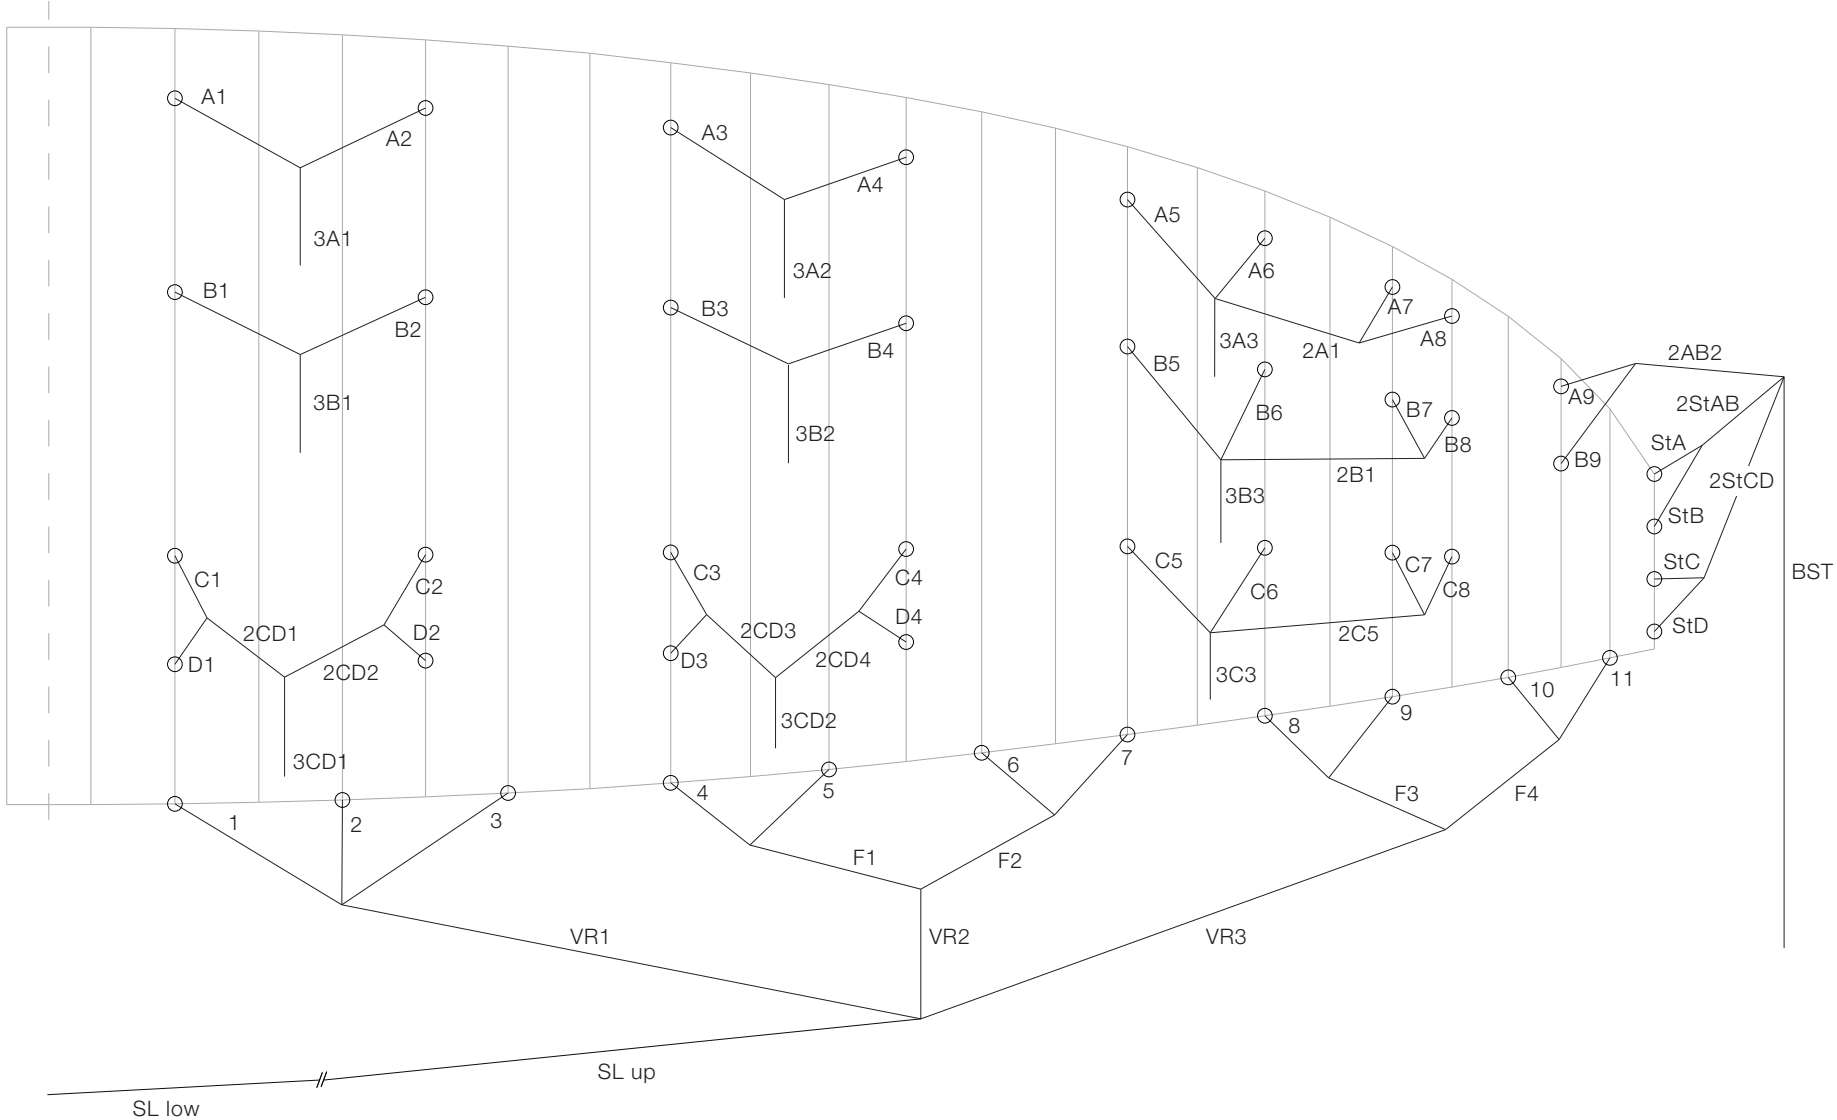 A1
A2
A3
A4
A5
A6
A7
A8
A9
3A1
3A2
3A3
2A1
2AB2
B1
B2
B3
B4
B5
B6
B7
B8
B9
3B1
3B2
3B3
2B1
2StAB
StA
2StCD
StB
StC
StD
BST
C1
C2
C3
C4
C5
C6
C7
C8
D1
D2
D3
D4
2CD1
2CD2
2CD3
2CD4
2C5
3C3
3CD1
3CD2
1
2
3
4
5
6
7
8
9
10
11
F1
F2
F3
F4
VR1
VR2
VR3
SL up
SL low